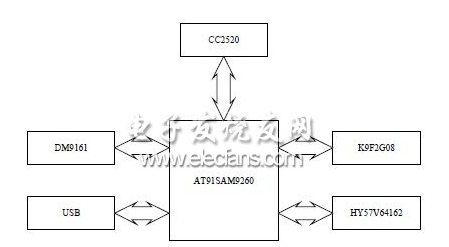 CC2520
电子发烧友网
DM9161
K9F2G08
www.elecfans.com
AT91SAM9260
USB
HY57V64162